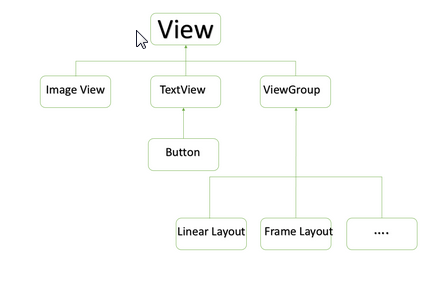 View
Image View
TextView
ViewGroup
Button
Linear Layout
Frame Layout
....